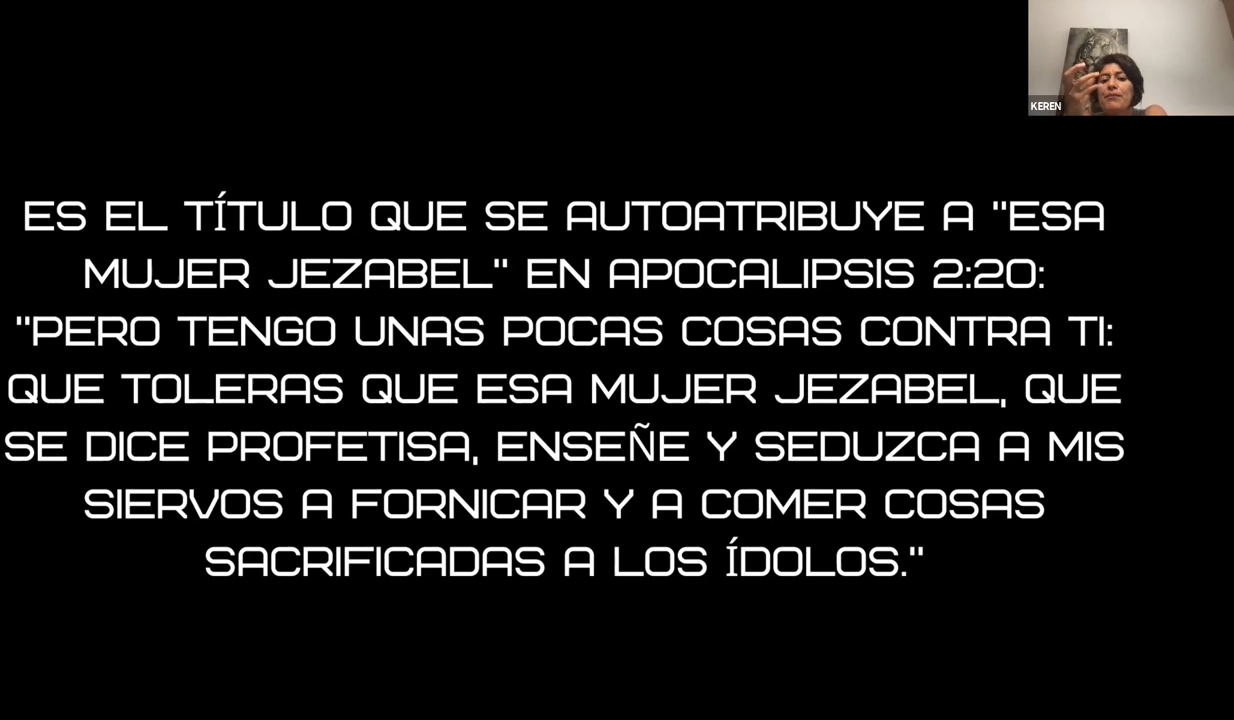 KEREN
ES EL TÍTULO QUE SE AUTOATRIBUYE A "ESA
MUJER JEZABEL" EN APOCALIPSIS 2:20:
"PERO TENGO UNAS POCAS COSAS CONTRA TI:
QUE TOLERAS QUE ESA MUJER JEZABEL, QUE
SE DICE PROFETISA, ENSEÑE Y SEDUZCA A MIS
SIERVOS A FORNICAR Y A COMER COSAS
SACRIFICADAS A LOS ÍDOLOS."